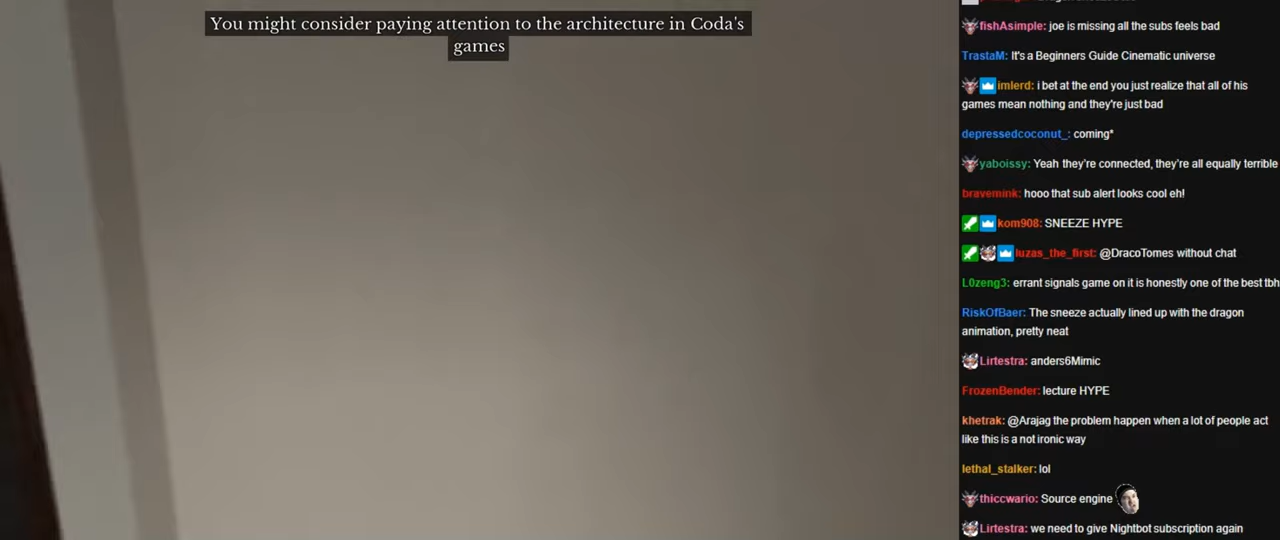 You might consider paying attention to the architecture in Coda's
games
fishAsimple: joe is missing all the subs feels bad
TrastaM: It's a Beginners Guide Cinematic universe
imlerd: i bet at the end you just realize that all of his
games mean nothing and they're just bad
depressedcoconut_: coming*
yaboissy: Yeah they're connected, they're all equally terrible
bravemink: hooo that sub alert looks cool eh!
kom908: SNEEZE HYPE
luzas_the_first: @DracoTomes without chat
L0zeng3: errant signals game on it is honestly one of the best tbh
RiskOfBaer: The sneeze actually lined up with the dragon
animation, pretty neat
Lirtestra: anders6Mimic
FrozenBender: lecture HYPE
khetrak: @Arajag the problem happen when a lot of people act
like this is a not ironic way
lethal_stalker: lol
thiccwario: Source engine
Lirtestra: we need to give Nightbot subscription again